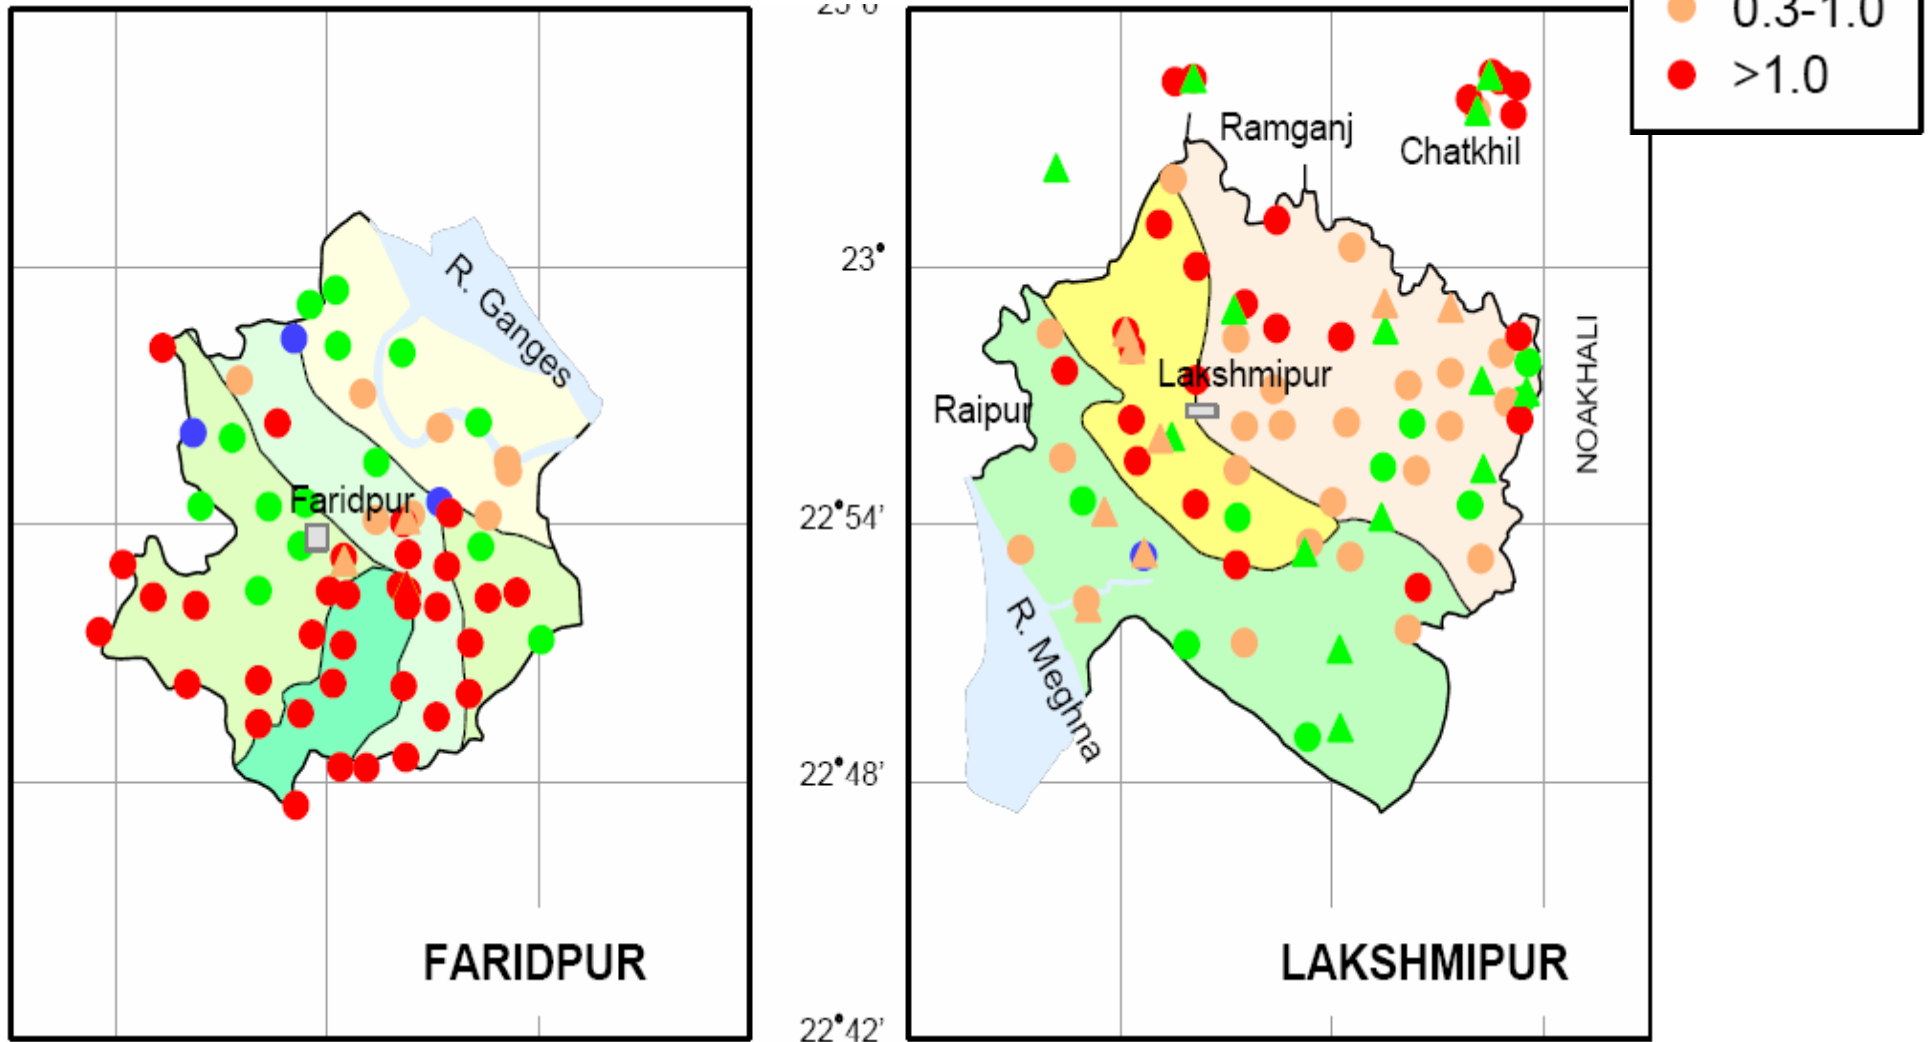 0.3-1.0
>1.0
Ramganj
Chatkhil
R. Ganges
23°
Lakshmipur
Raipur
NOAKHALI
Faridpur
22°54'
R. Meghna
22°48'
FARIDPUR
LAKSHMIPUR
22°42'